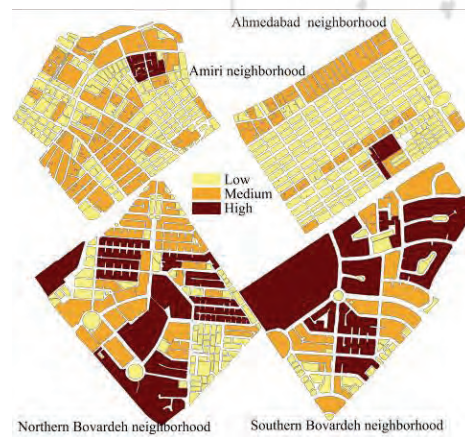 Ahmedabad neighborhood
Amiri neighborhood
Low
Medium
High
Northern Bovardeh neighborhood
Southern Bovardeh neighborhood